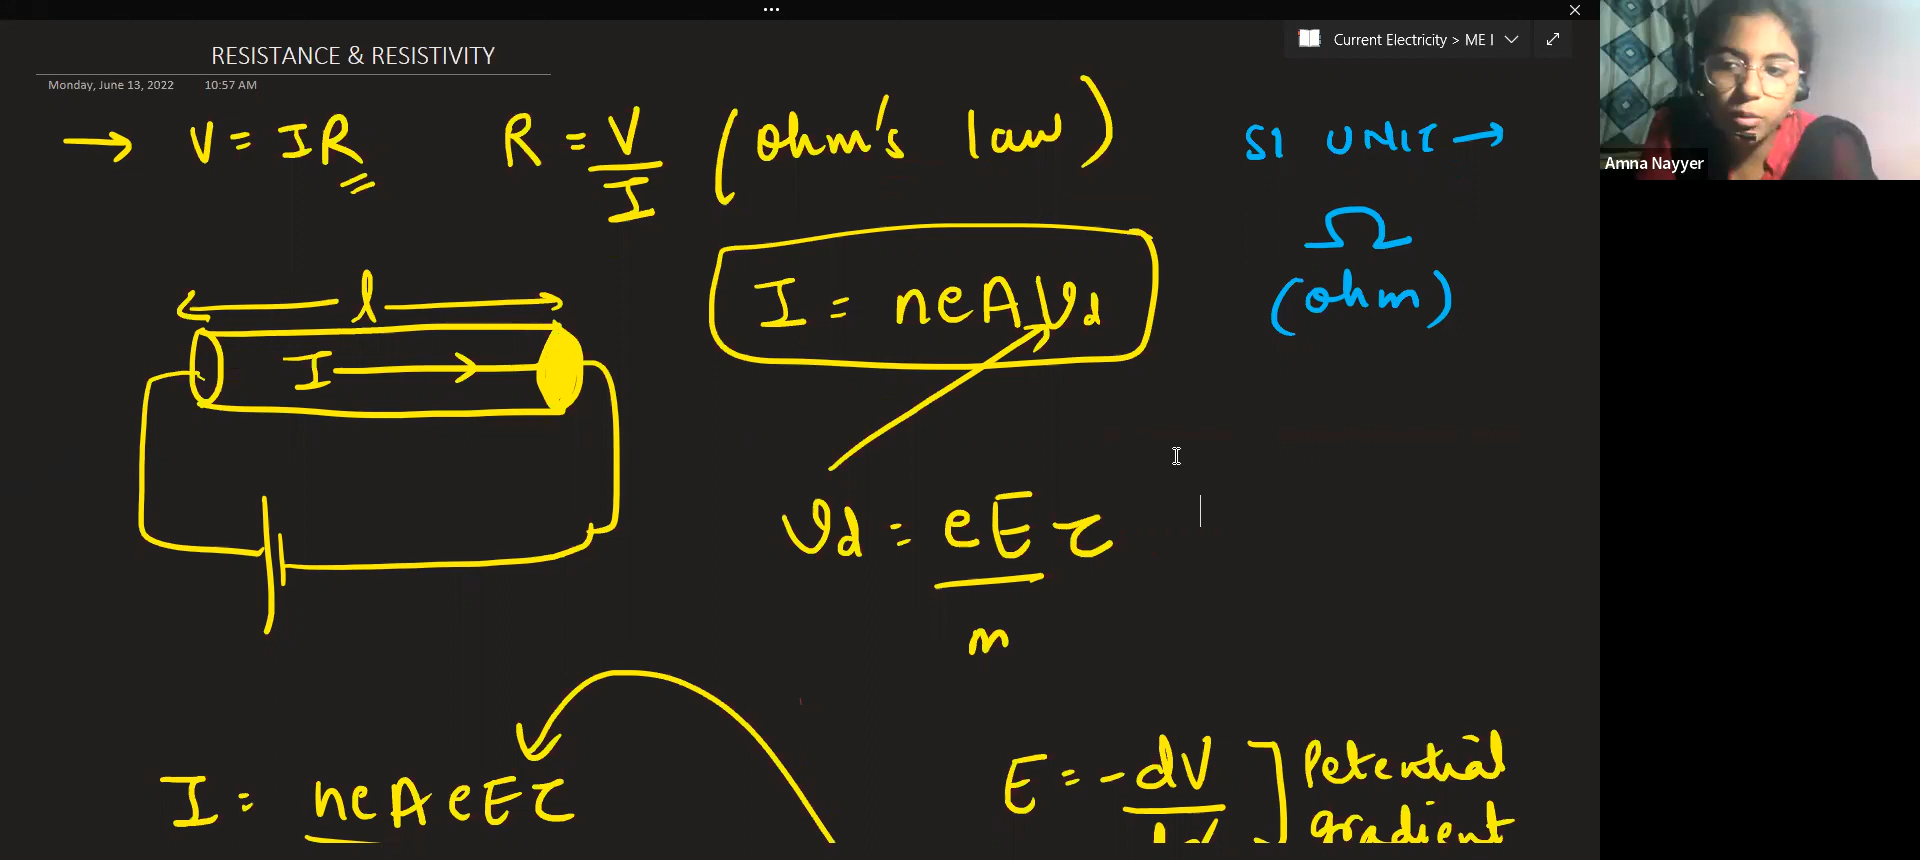 Current Electricity > ME I
RESISTANCE & RESISTIVITY
Monday, June 13, 2022 10:57 AM
Amna Nayyer
→ V = IR R = V/I (ohm's law)
SI UNIT →
Ω
(ohm)
l
I = neAVd
I
Vd = eE/m τ
I = neAeEτ
E = -dV
Potential
gradient